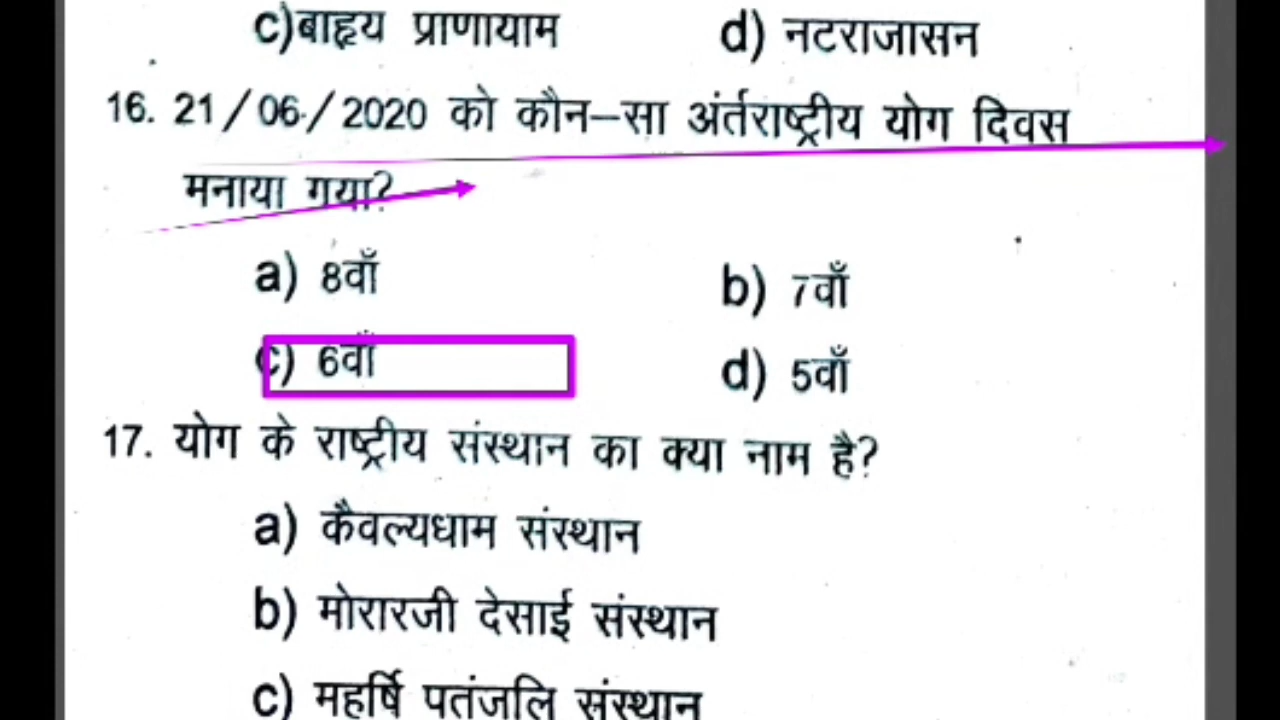 c)बाह्य प्राणायाम d) नटराजासन
16. 21/06/2020 को कौन–सा अंर्तराष्ट्रीय योग दिवस
मनाया गया?
a) 8वाँ b) 7वाँ
c) 6वाँ d) 5वाँ
17. योग के राष्ट्रीय संस्थान का क्या नाम है?
a) कैवल्यधाम संस्थान
b) मोरारजी देसाई संस्थान
c) महर्षि पतंजलि संस्थान